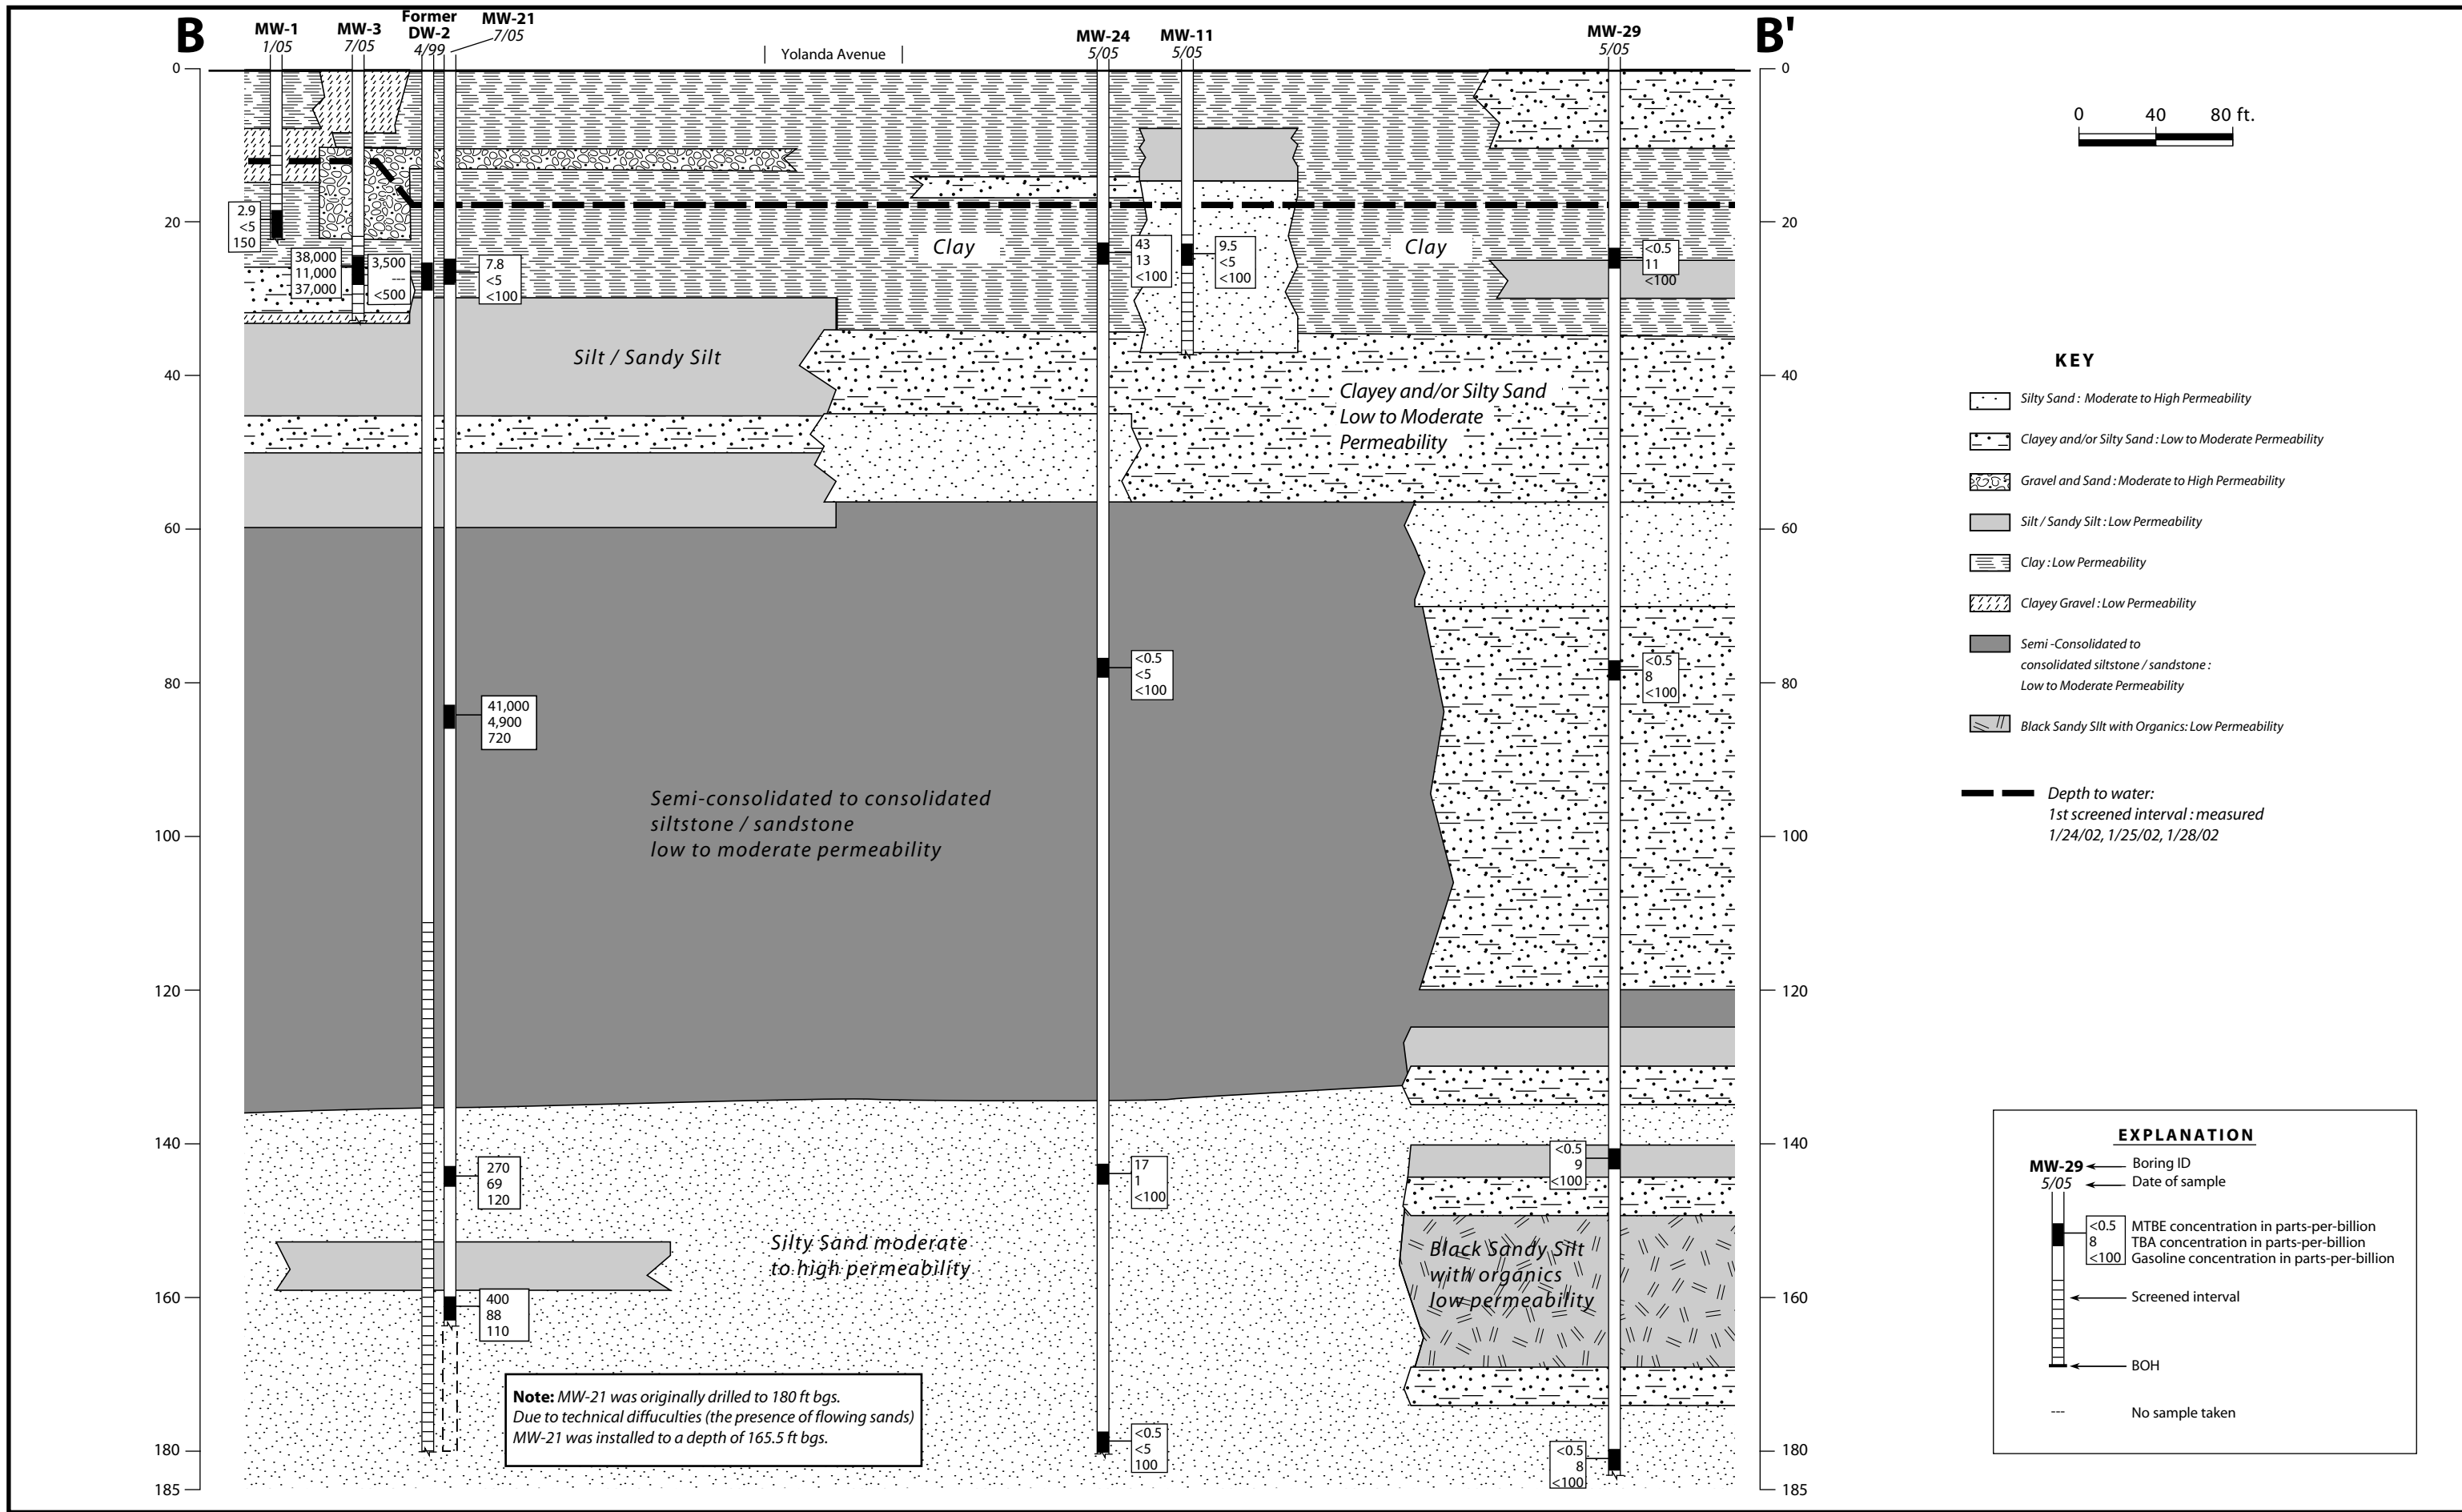 B
MW-1
1/05
MW-3
7/05
Former
DW-2
4/99
MW-21
7/05
Yolanda Avenue
MW-24
5/05
MW-11
5/05
MW-29
5/05
B'
0
20
40
60
80
100
120
140
160
180
185
0
20
40
60
80
100
120
140
160
180
185
2.9
<5
150
38,000
11,000
37,000
3,500
---
<500
7.8
<5
<100
Clay
43
13
<100
9.5
<5
<100
Clay
<0.5
11
<100
Silt / Sandy Silt
Clayey and/or Silty Sand
Low to Moderate
Permeability
41,000
4,900
720
<0.5
<5
<100
<0.5
8
<100
Semi-consolidated to consolidated
siltstone / sandstone
low to moderate permeability
270
69
120
17
1
<100
<0.5
9
<100
Silty Sand moderate
to high permeability
Black Sandy Silt
with organics
low permeability
400
88
110
Note: MW-21 was originally drilled to 180 ft bgs.
Due to technical diffuculties (the presence of flowing sands)
MW-21 was installed to a depth of 165.5 ft bgs.
<0.5
<5
100
<0.5
8
<100
0 40 80 ft.
KEY
Silty Sand : Moderate to High Permeability
Clayey and/or Silty Sand : Low to Moderate Permeability
Gravel and Sand : Moderate to High Permeability
Silt / Sandy Silt : Low Permeability
Clay : Low Permeability
Clayey Gravel : Low Permeability
Semi -Consolidated to
consolidated siltstone / sandstone :
Low to Moderate Permeability
Black Sandy SIlt with Organics: Low Permeability
Depth to water:
1st screened interval : measured
1/24/02, 1/25/02, 1/28/02
EXPLANATION
MW-29
Boring ID
5/05
Date of sample
<0.5 MTBE concentration in parts-per-billion
8 TBA concentration in parts-per-billion
<100 Gasoline concentration in parts-per-billion
Screened interval
BOH
--- No sample taken